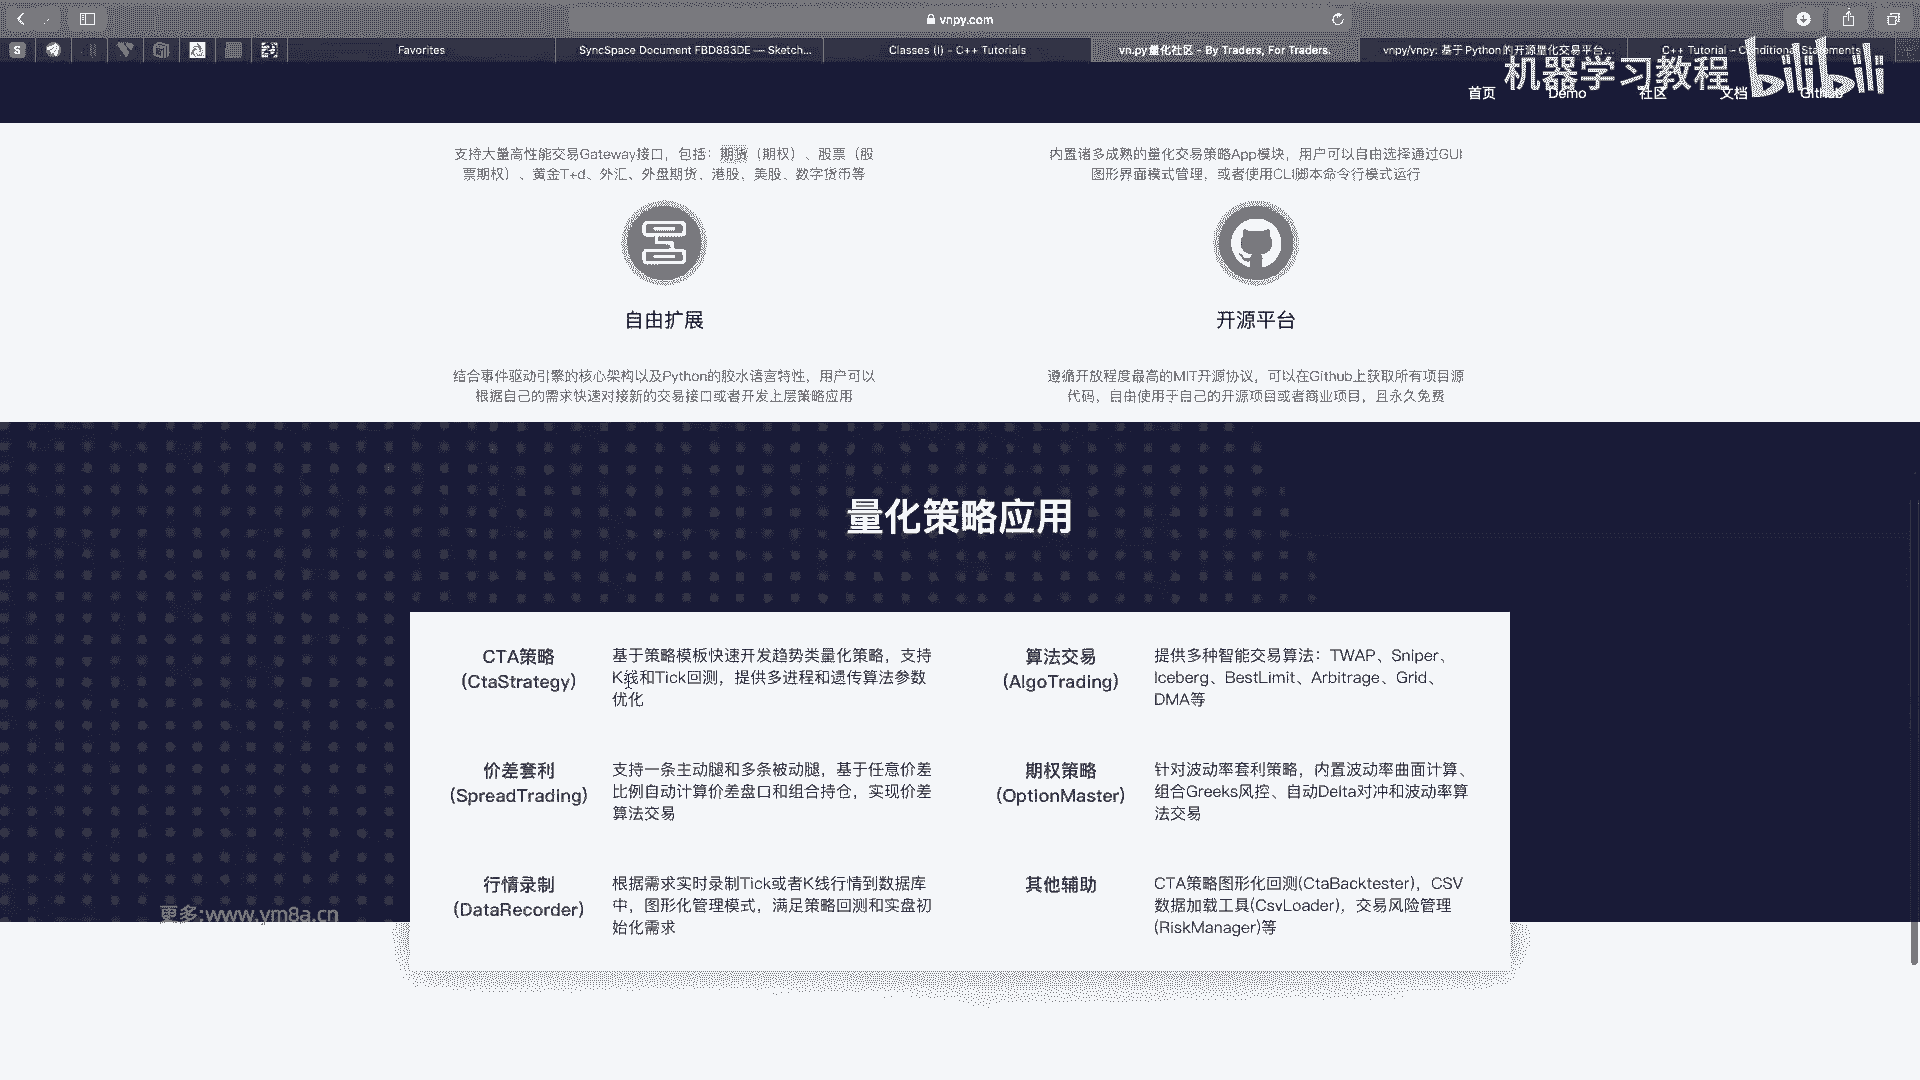 vnpy.com
S
Favorites
SyncSpace Document FBD883DE — Sketch...
Classes (I) - C++ Tutorials
vn.py量化社区 - By Traders, For Traders.
vnpy/vnpy: 基于Python的开源量化交易平台...
C++ Tutorial – Conditional Statements
机器学习教程 bilibili
首页
Demo
社区
文档
GitHub
支持大量高性能交易Gateway接口，包括：期货（期权）、股票（股
票期权）、黄金T+d、外汇、外盘期货、港股、美股、数字货币等
内置诸多成熟的量化交易策略App模块，用户可以自由选择通过GUI
图形界面模式管理，或者使用CLI脚本命令行模式运行
自由扩展
开源平台
结合事件驱动引擎的核心架构以及Python的胶水语言特性，用户可以
根据自己的需求快速对接新的交易接口或者开发上层策略应用
遵循开放程度最高的MIT开源协议，可以在Github上获取所有项目源
代码，自由使用于自己的开源项目或者商业项目，且永久免费
量化策略应用
CTA策略
(CtaStrategy)
基于策略模板快速开发趋势类量化策略，支持
K线和Tick回测，提供多进程和遗传算法参数
优化
算法交易
(AlgoTrading)
提供多种智能交易算法：TWAP、Sniper、
Iceberg、BestLimit、Arbitrage、Grid、
DMA等
价差套利
(SpreadTrading)
支持一条主动腿和多条被动腿，基于任意价差
比例自动计算价差盘口和组合持仓，实现价差
算法交易
期权策略
(OptionMaster)
针对波动率套利策略，内置波动率曲面计算、
组合Greeks风控、自动Delta对冲和波动率算
法交易
行情录制
(DataRecorder)
根据需求实时录制Tick或者K线行情到数据库
中，图形化管理模式，满足策略回测和实盘初
始化需求
其他辅助
CTA策略图形化回测(CtaBacktester)，CSV
数据加载工具(CsvLoader)，交易风险管理
(RiskManager)等
更多:www.ym8a.cn